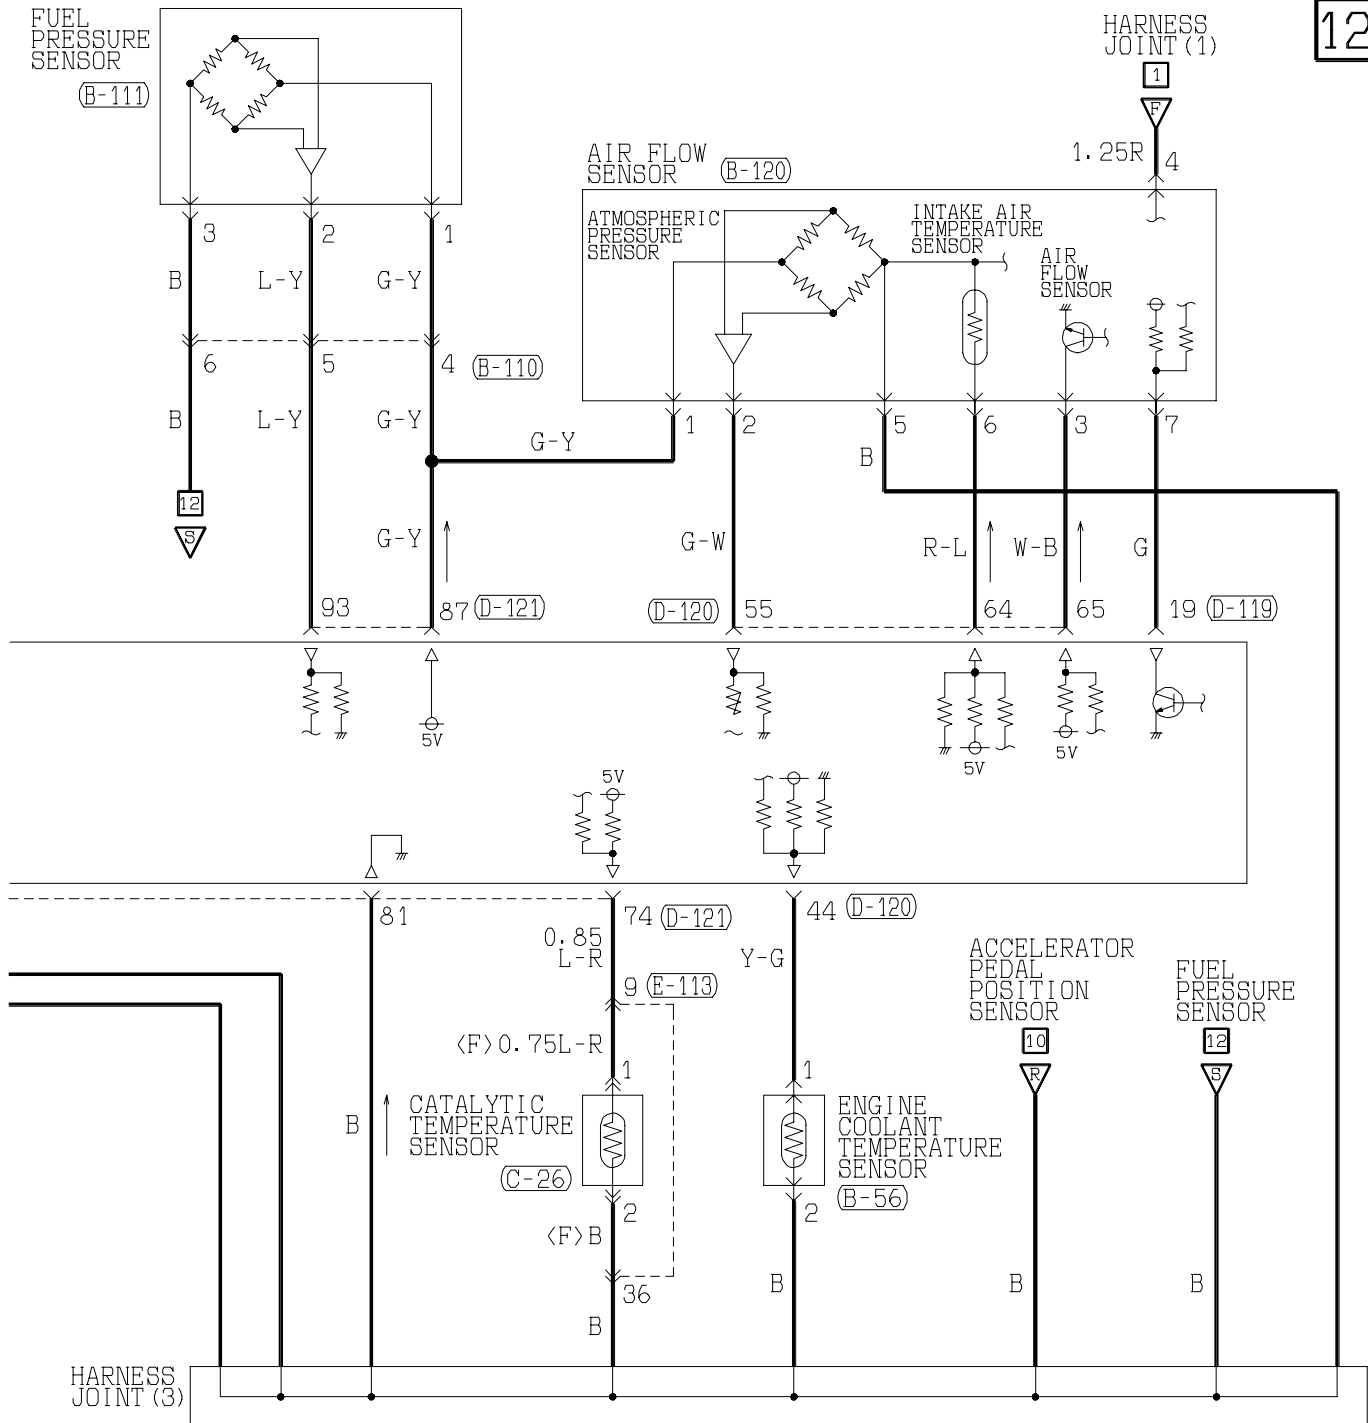 FUEL
PRESSURE
SENSOR
B-111
HARNESS
JOINT(1)
12
1
F
1.25R
4
AIR FLOW
SENSOR
B-120
ATMOSPHERIC
PRESSURE
SENSOR
INTAKE AIR
TEMPERATURE
SENSOR
AIR
FLOW
SENSOR
3
2
1
B
L-Y
G-Y
6
5
4
B-110
B
L-Y
G-Y
G-Y
1
2
5
6
3
7
B
12
S
G-Y
G-W
R-L
W-B
G
93
87
D-121
D-120
55
64
65
19
D-119
5V
5V
5V
5V
81
74
D-121
44
D-120
0.85
L-R
Y-G
9
E-113
ACCELERATOR
PEDAL
POSITION
SENSOR
10
R
FUEL
PRESSURE
SENSOR
12
S
<F>0.75L-R
1
1
B
CATALYTIC
TEMPERATURE
SENSOR
C-26
ENGINE
COOLANT
TEMPERATURE
SENSOR
B-56
2
2
<F>B
36
B
B
B
B
HARNESS
JOINT(3)